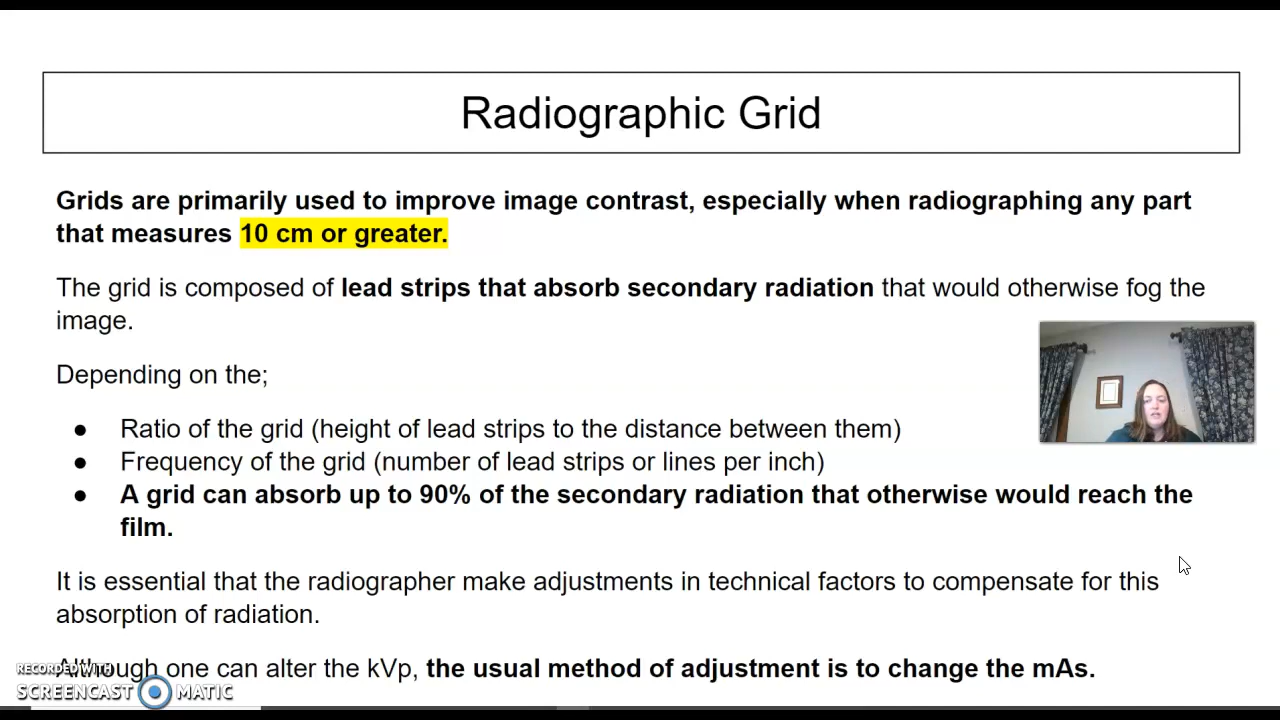 Radiographic Grid
Grids are primarily used to improve image contrast, especially when radiographing any part
that measures 10 cm or greater.
The grid is composed of lead strips that absorb secondary radiation that would otherwise fog the
image.
Depending on the;
● Ratio of the grid (height of lead strips to the distance between them)
● Frequency of the grid (number of lead strips or lines per inch)
● A grid can absorb up to 90% of the secondary radiation that otherwise would reach the
film.
It is essential that the radiographer make adjustments in technical factors to compensate for this
absorption of radiation.
Although one can alter the kVp, the usual method of adjustment is to change the mAs.
RECORDED WITH
SCREENCAST MATIC